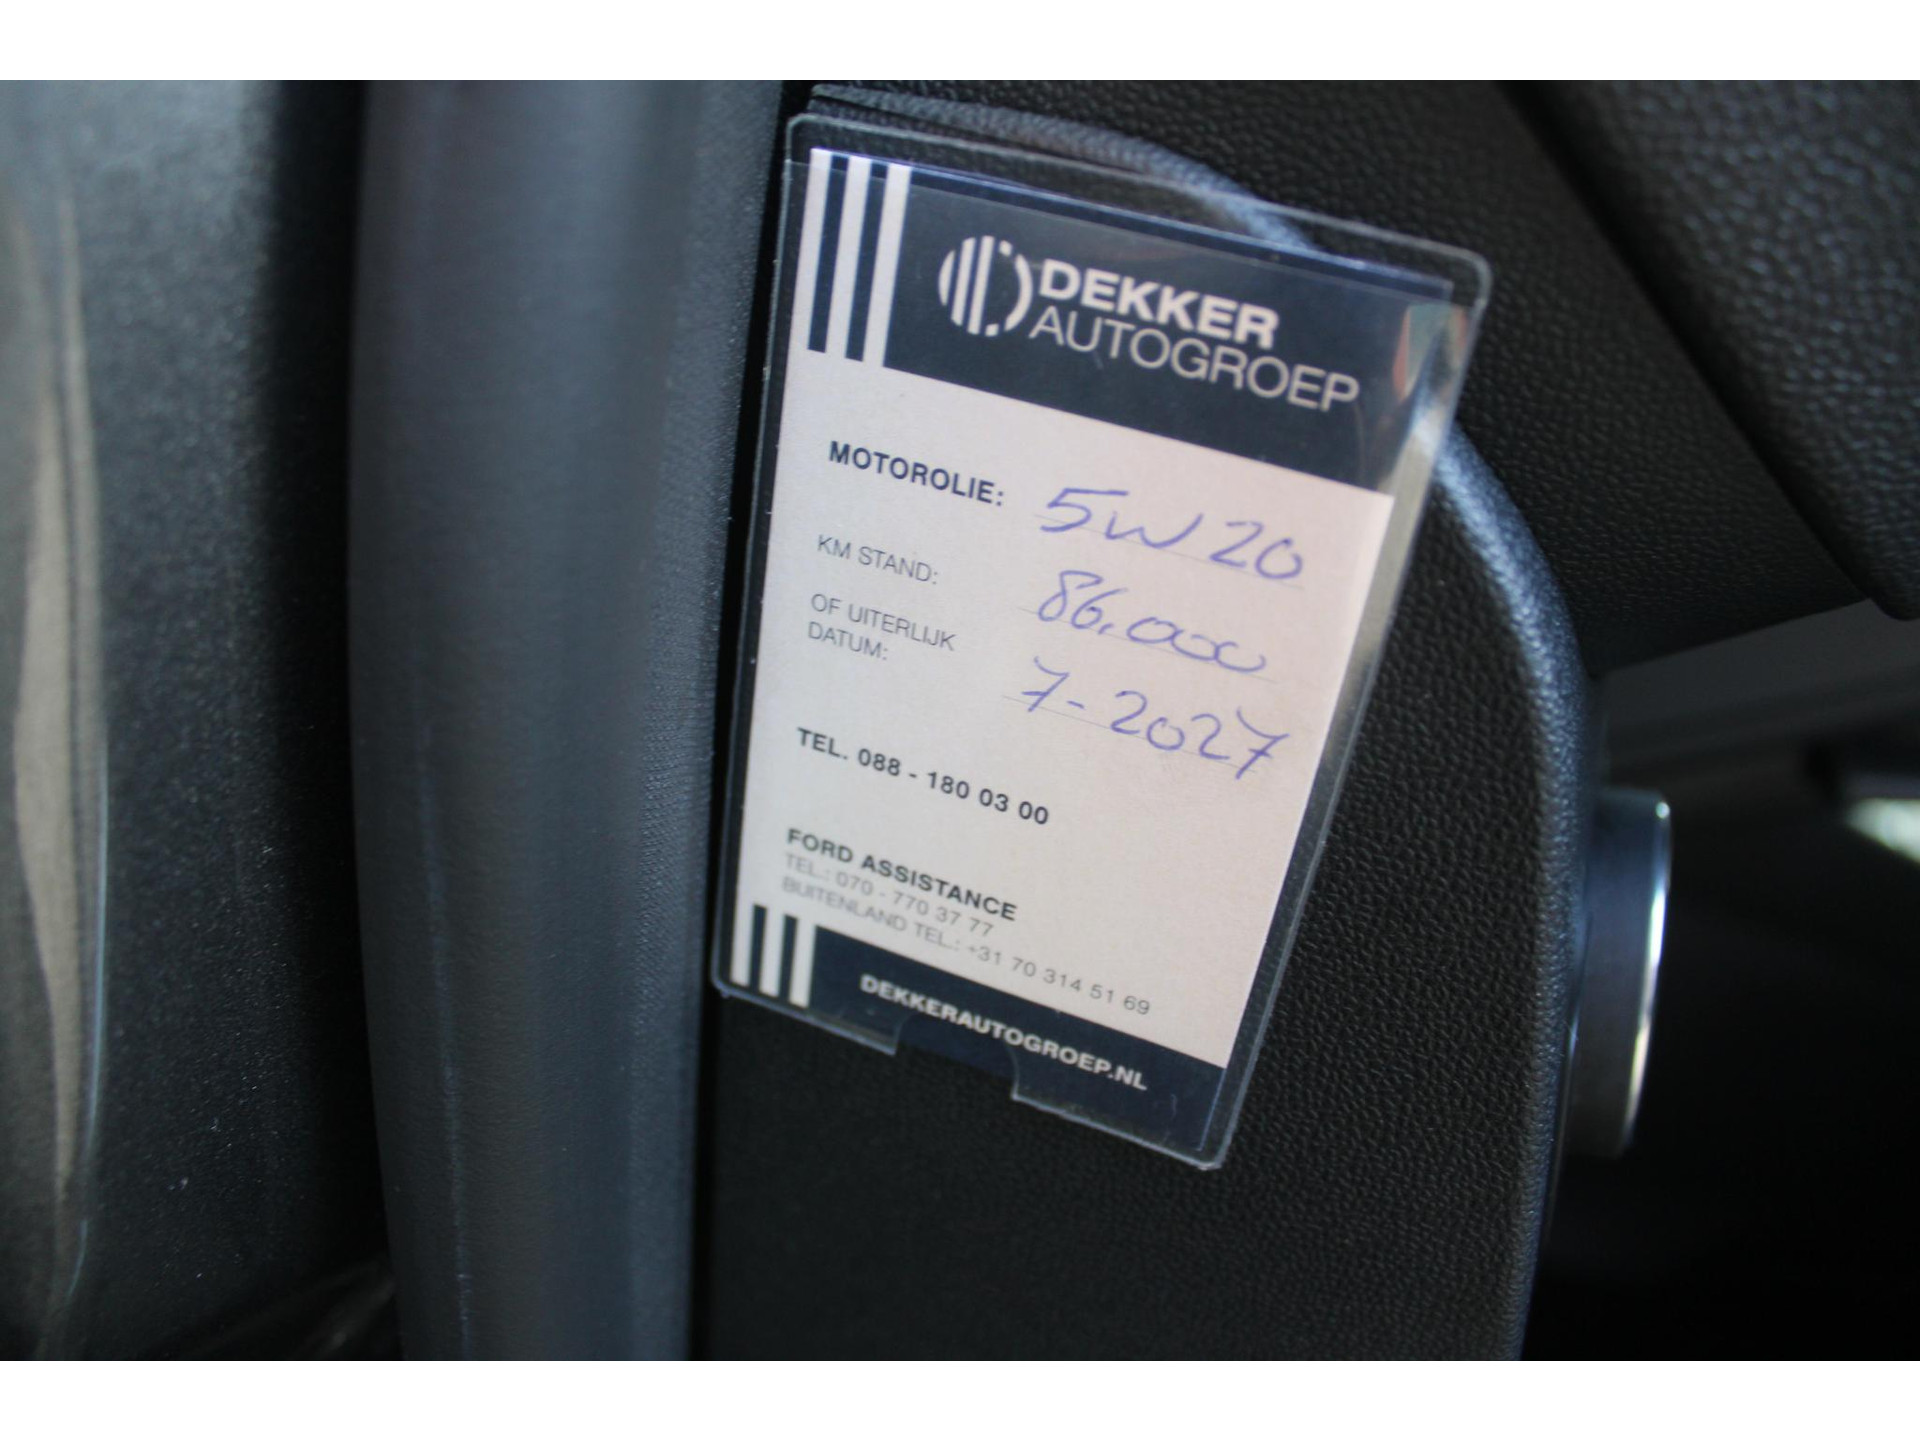 DEKKER
AUTOGROEP
MOTOROLIE: 5W20
KM STAND: 86.000
OF UITERLIJK
DATUM: 7-2027
TEL. 088 - 180 03 00
FORD ASSISTANCE
TEL.: 070 - 770 37 77
BUITENLAND TEL.: +31 70 314 51 69
DEKKERAUTOGROEP.NL